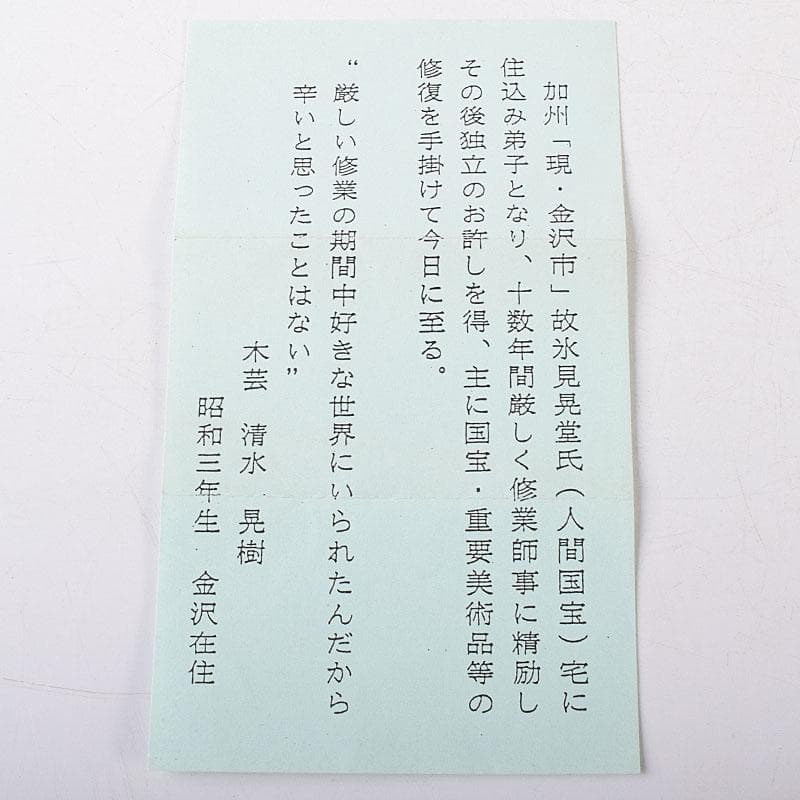 加州「現・金沢市」故氷見晃堂氏(人間国宝)宅に
住込み弟子となり、十数年間厳しく修業師事に精励し
その後独立のお許しを得、主に国宝・重要美術品等の
修復を手掛けて今日に至る。
“厳しい修業の期間中好きな世界にいられたんだから
辛いと思ったことはない”
木芸 清水 晃樹
昭和三年生 金沢在住